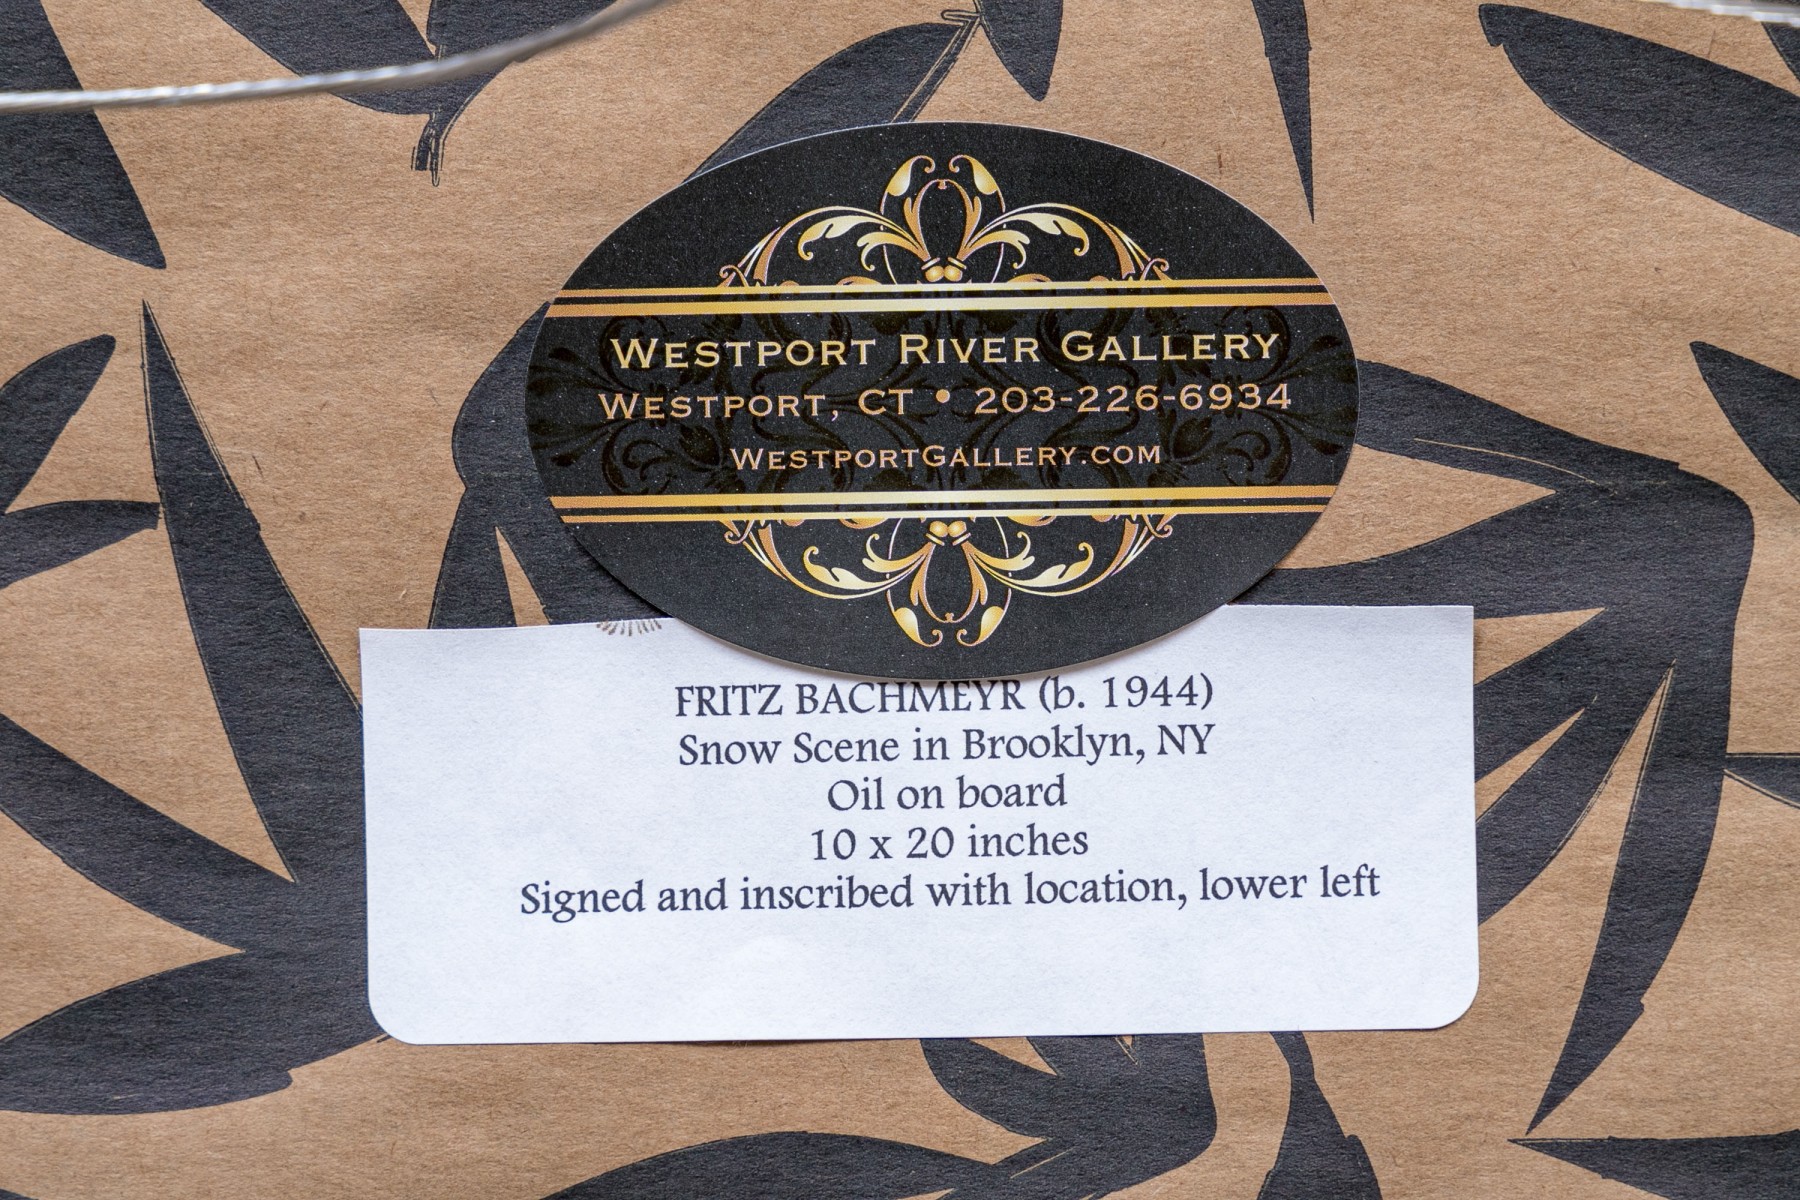 WESTPORT RIVER GALLERY
WESTPORT, CT • 203-226-6934
WESTPORTGALLERY.COM
FRITZ BACHMEYR (b. 1944)
Snow Scene in Brooklyn, NY
Oil on board
10 x 20 inches
Signed and inscribed with location, lower left